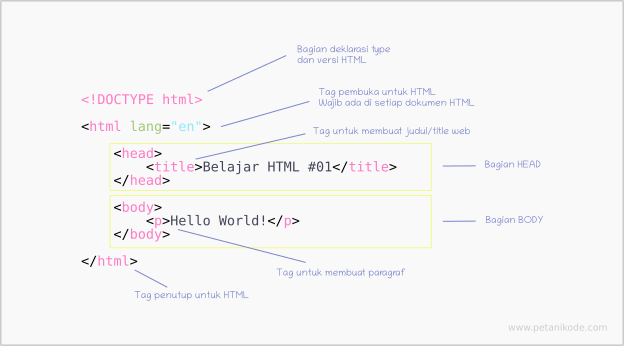 Bagian deklarasi type
dan versi HTML
<!DOCTYPE html>
Tag pembuka untuk HTML
Wajib ada di setiap dokumen HTML
<html lang="en">
Tag untuk membuat judul/title web
<head>
<title>Belajar HTML #01</title>
</head>
Bagian HEAD
<body>
<p>Hello World!</p>
</body>
Bagian BODY
</html>
Tag untuk membuat paragraf
Tag penutup untuk HTML
www.petanikode.com